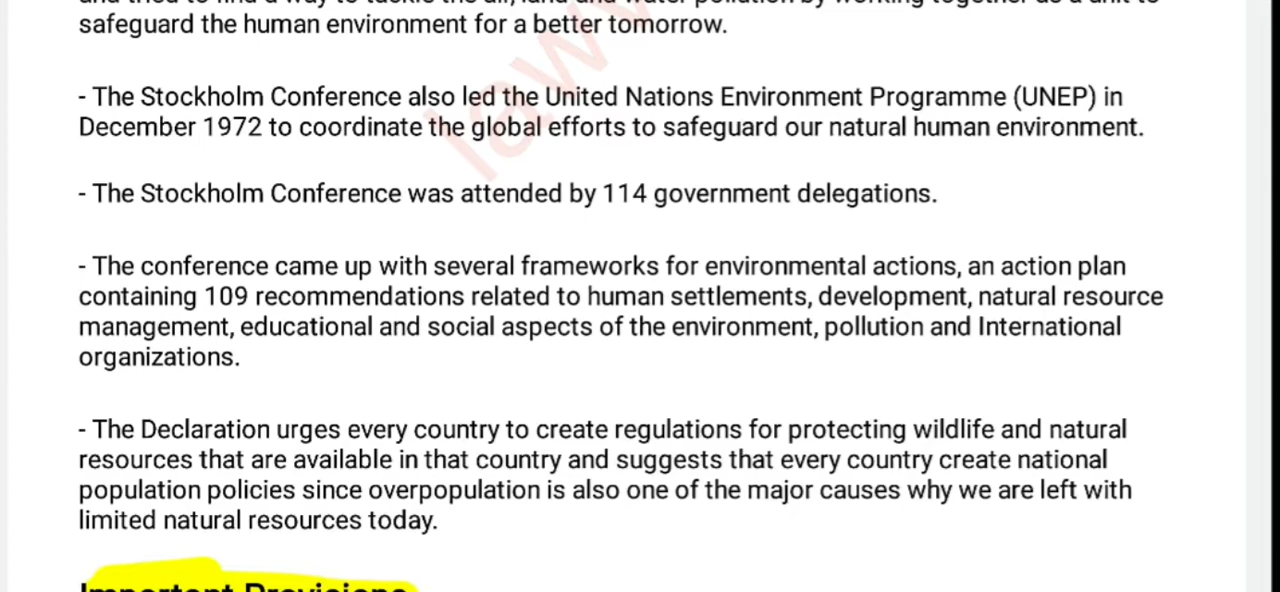 safeguard the human environment for a better tomorrow.
- The Stockholm Conference also led the United Nations Environment Programme (UNEP) in
December 1972 to coordinate the global efforts to safeguard our natural human environment.
- The Stockholm Conference was attended by 114 government delegations.
- The conference came up with several frameworks for environmental actions, an action plan
containing 109 recommendations related to human settlements, development, natural resource
management, educational and social aspects of the environment, pollution and International
organizations.
- The Declaration urges every country to create regulations for protecting wildlife and natural
resources that are available in that country and suggests that every country create national
population policies since overpopulation is also one of the major causes why we are left with
limited natural resources today.
Important Provisions